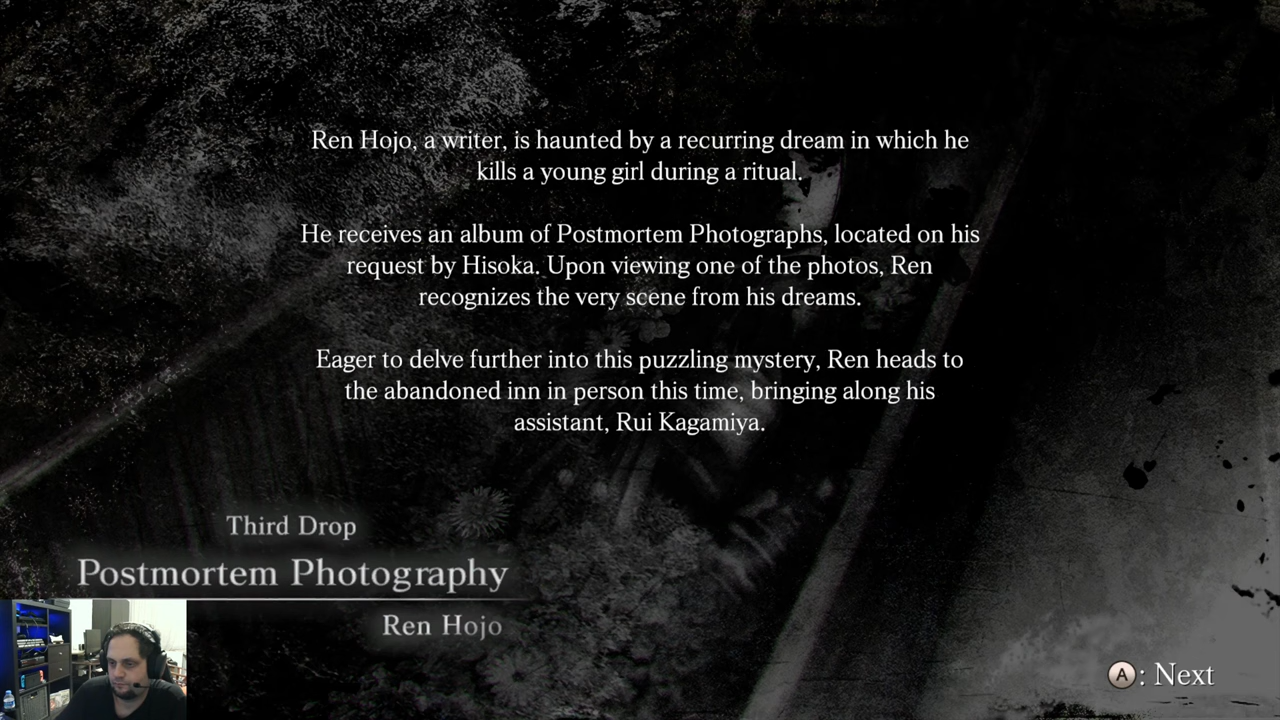 Ren Hojo, a writer, is haunted by a recurring dream in which he
kills a young girl during a ritual.
He receives an album of Postmortem Photographs, located on his
request by Hisoka. Upon viewing one of the photos, Ren
recognizes the very scene from his dreams.
Eager to delve further into this puzzling mystery, Ren heads to
the abandoned inn in person this time, bringing along his
assistant, Rui Kagamiya.
Third Drop
Postmortem Photography
Ren Hojo
A: Next